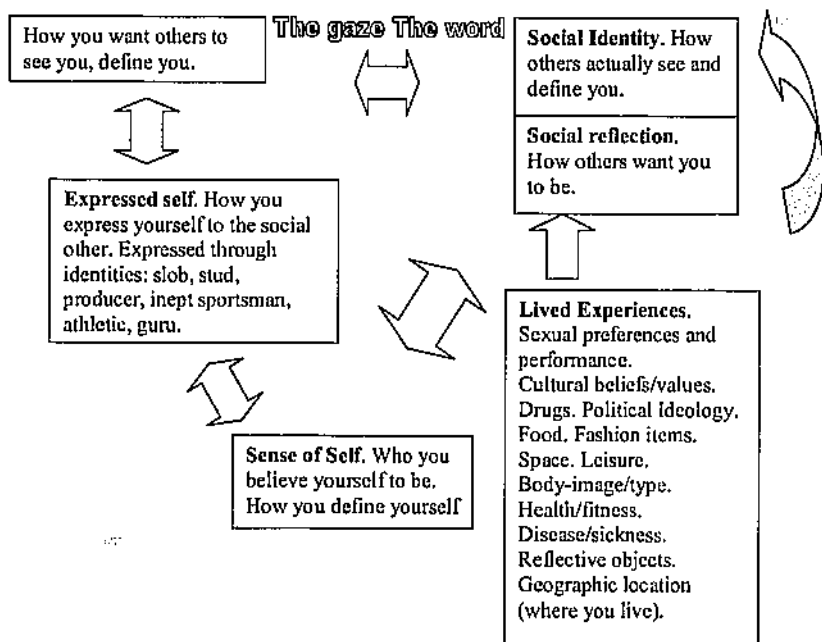 How you want others to
see you, define you.
The gaze The word
Social Identity. How
others actually see and
define you.
Social reflection.
How others want you
to be.
Expressed self. How you
express yourself to the social
other. Expressed through
identities: slob, stud,
producer, inept sportsman,
athletic, guru.
Lived Experiences.
Sexual preferences and
performance.
Cultural beliefs/values.
Drugs. Political Ideology.
Food. Fashion items.
Space. Leisure.
Body-image/type.
Health/fitness.
Disease/sickness.
Reflective objects.
Geographic location
(where you live).
Sense of Self. Who you
believe yourself to be.
How you define yourself